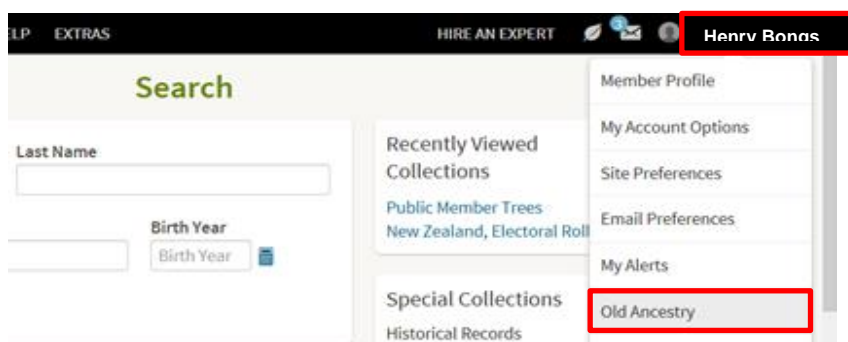 ELP EXTRAS HIRE AN EXPERT 3 Henry Bongs
Search
Last Name
Birth Year
Birth Year
Recently Viewed
Collections
Public Member Trees
New Zealand, Electoral Roll
Special Collections
Historical Records
Member Profile
My Account Options
Site Preferences
Email Preferences
My Alerts
Old Ancestry